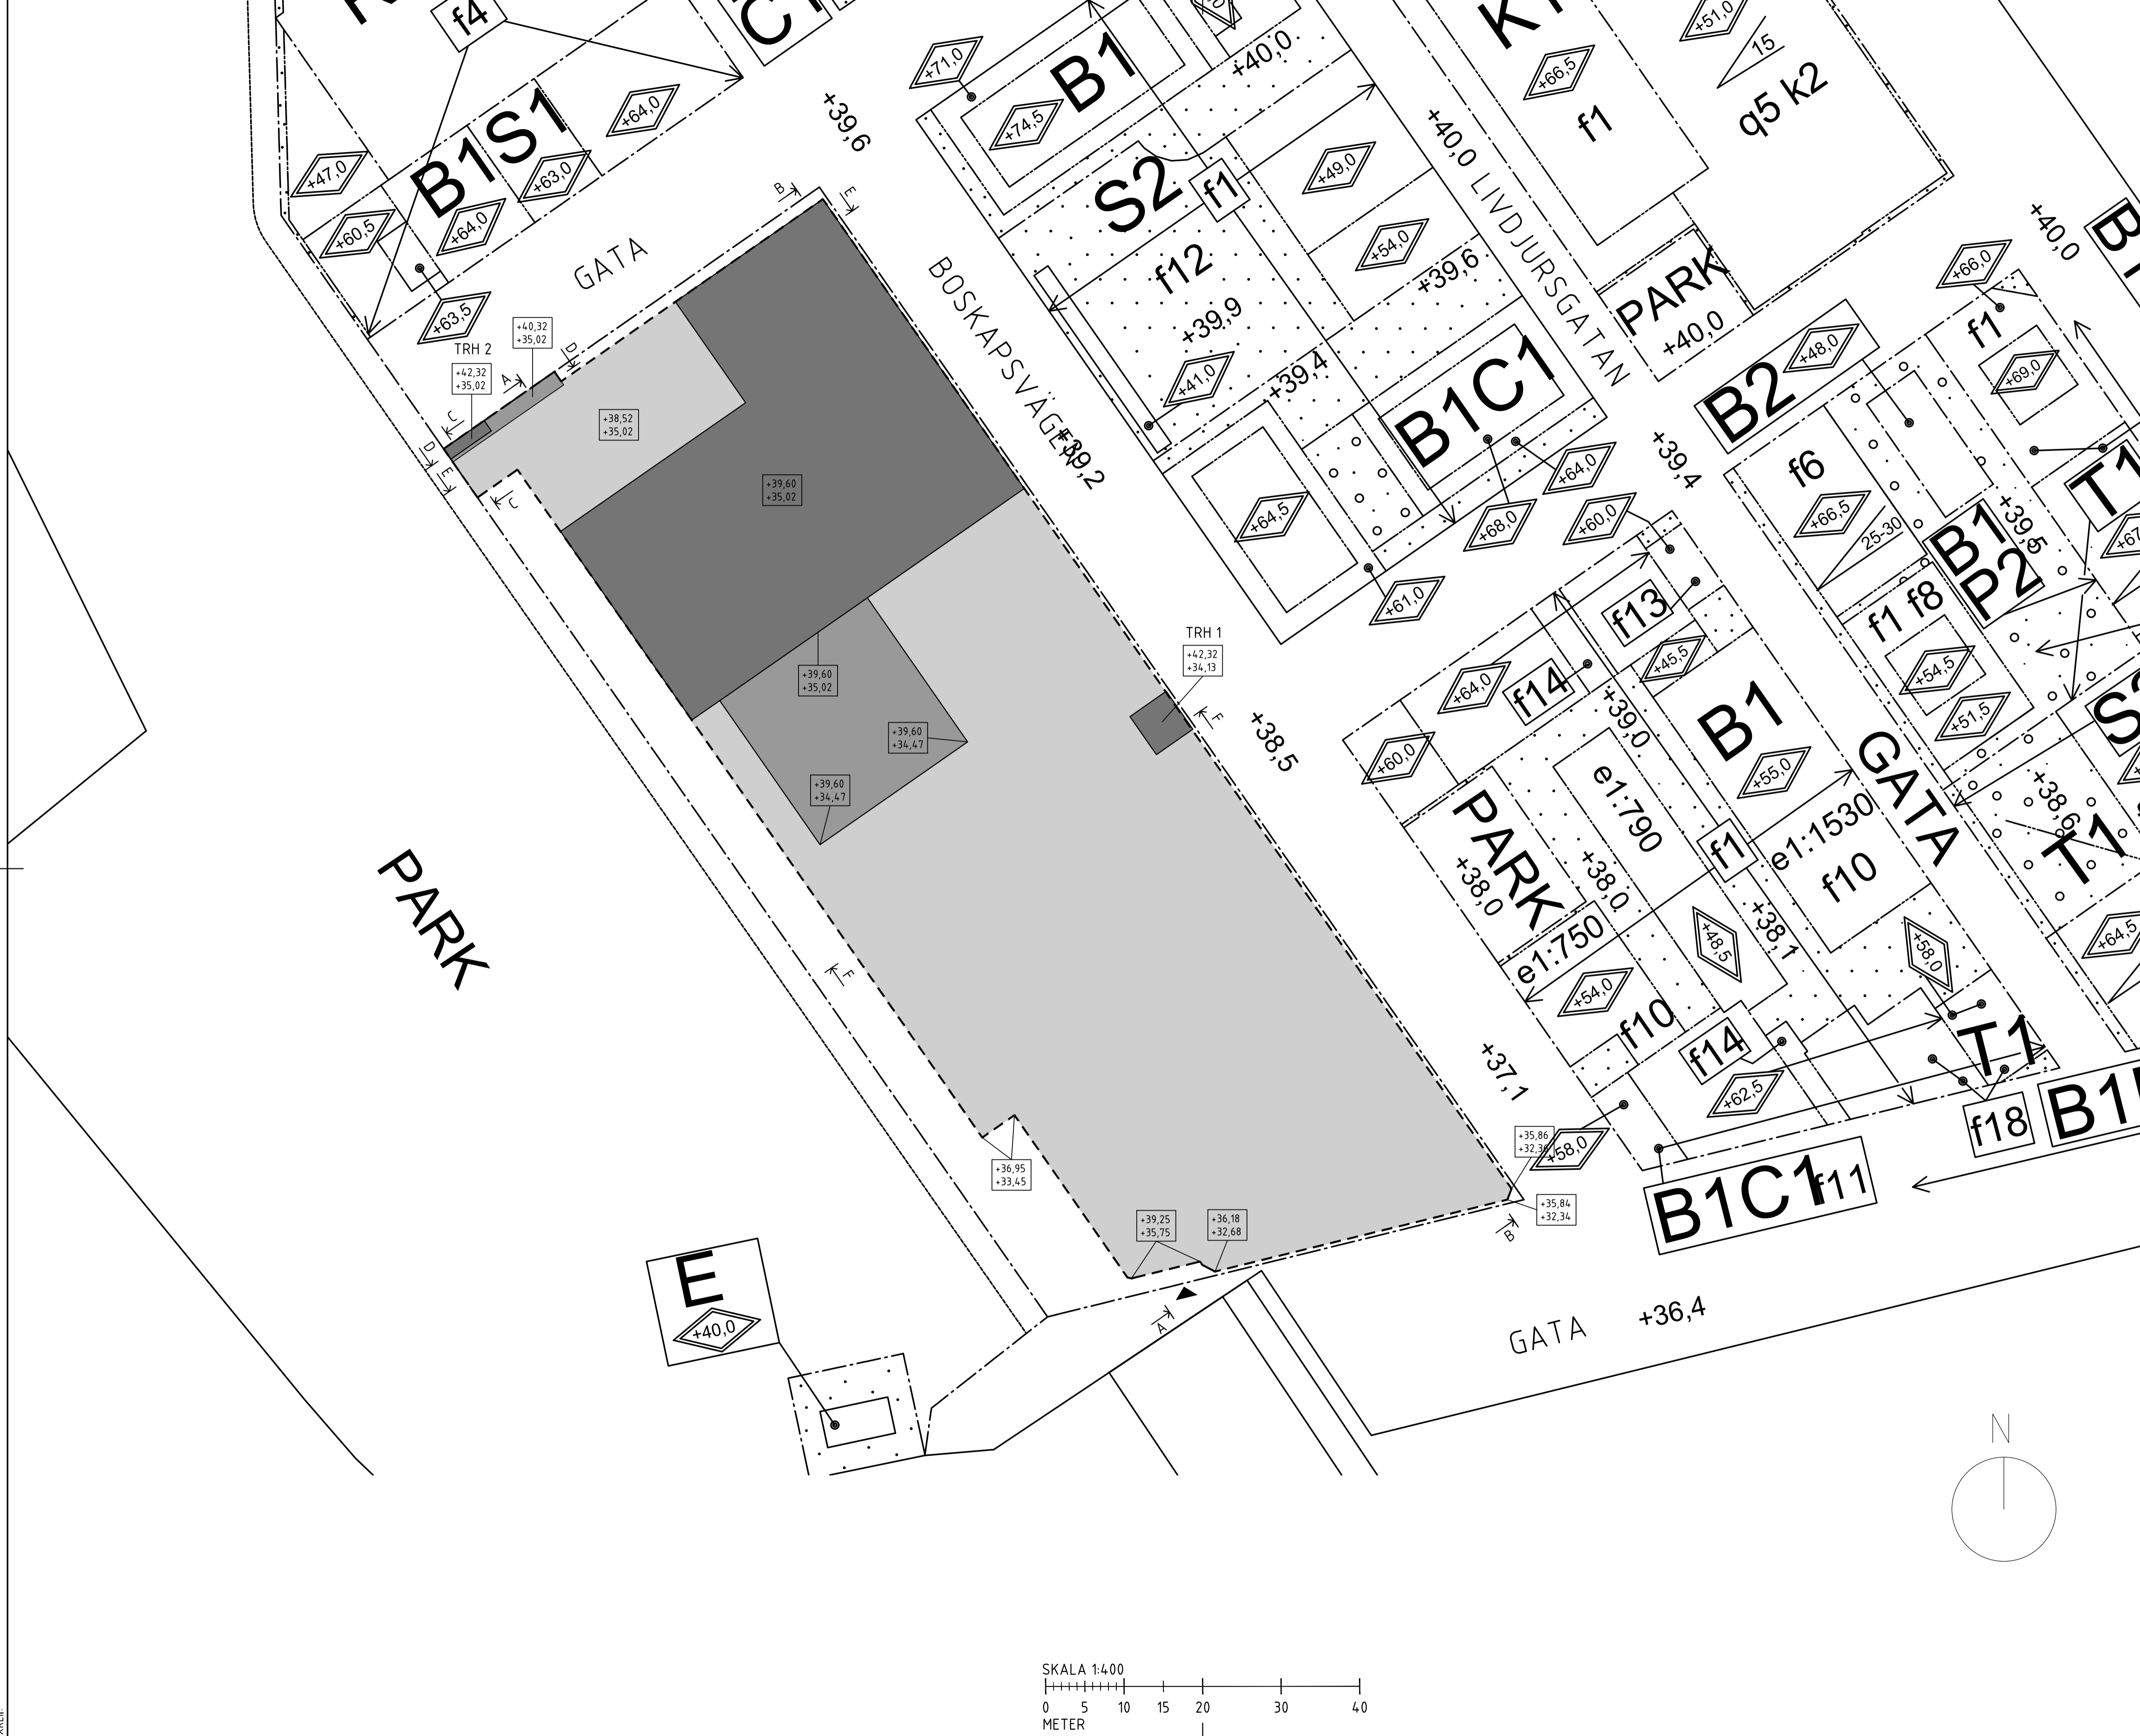 f4
+71,0
B1
+40,0
K1
+51,0
15
+66,5
q5 k2
f1
+64,0
B1S1
+47,0
+63,0
+60,5
+64,0
+63,5
+39,6
+74,5
S2
f1
+49,0
+40,0 LIVDJURSGATAN
+54,0
+39,6
f12
+39,9
+41,0
+39,4
PARK
+40,0
+40,0
+66,0
f1
+69,0
B2
+48,0
GATA
BOSKAPSVÄGEN
+39,2
B
E
+40,32
+35,02
TRH 2
+42,32
+35,02
A
D
C
D
E
C
+38,52
+35,02
+39,60
+35,02
B1C1
+64,0
+64,5
+68,0
+60,0
+61,0
+39,4
f6
+66,5
25-30
B1
P2
+39,5
T1
f1 f8
+54,5
+51,5
TRH 1
+42,32
+34,13
+39,60
+35,02
+39,60
+34,47
+39,60
+34,47
F
F
+38,5
f13
+45,5
f14
+64,0
+60,0
+39,0
B1
+55,0
e1:790
e1:1530
f1
f10
GATA
+38,6
T1
+64,5
PARK
+38,0
+38,0
e1:750
+54,0
f10
+48,5
+38,1
+58,0
T1
f14
+62,5
f18
+37,1
+58,0
B1C1
f11
PARK
+36,95
+33,45
+35,86
+35,84
+32,34
+39,25
+35,75
+36,18
+32,68
B
A
E
+40,0
GATA
+36,4
N
SKALA 1:400
0 5 10 15 20 30 40
METER